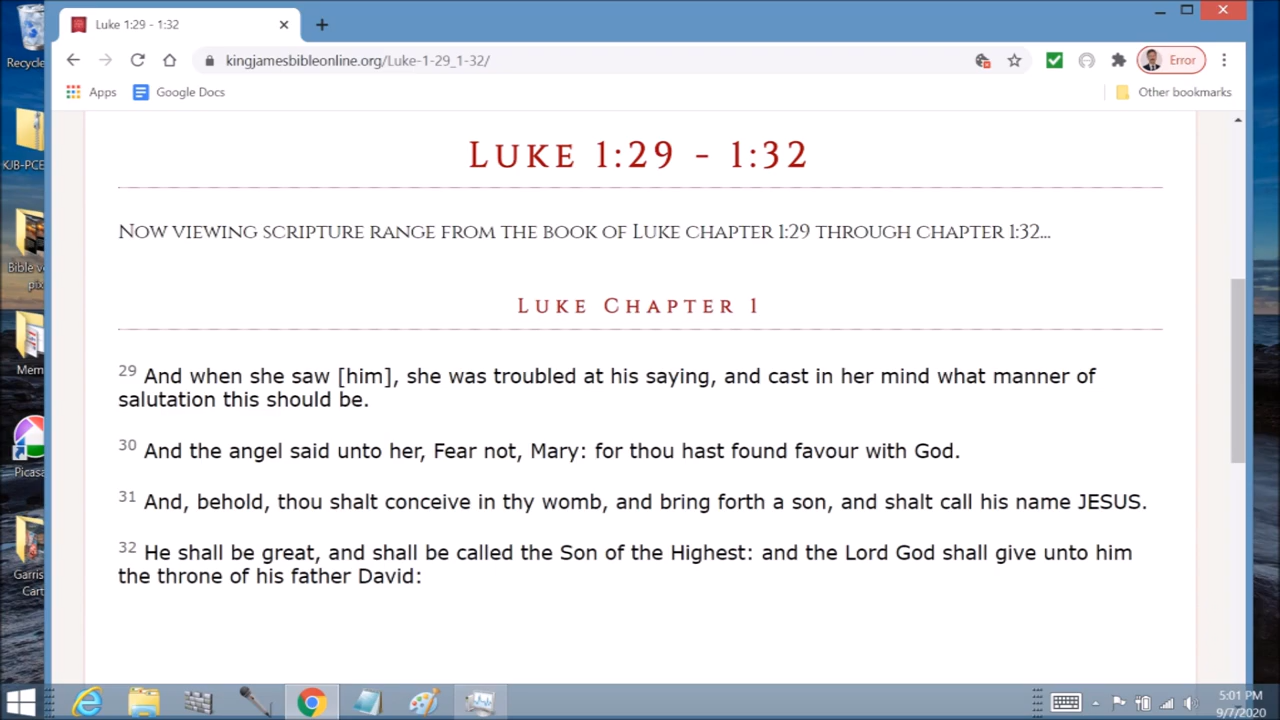 Luke 1:29 - 1:32
kingjamesbibleonline.org/Luke-1-29_1-32/
Error
Apps
Google Docs
Other bookmarks
Recycle
KJB-PCE
Bible v
pix
Mem
Picasa
Garris
Cart
LUKE 1:29 - 1:32
NOW VIEWING SCRIPTURE RANGE FROM THE BOOK OF LUKE CHAPTER 1:29 THROUGH CHAPTER 1:32...
LUKE CHAPTER 1
29 And when she saw [him], she was troubled at his saying, and cast in her mind what manner of
salutation this should be.
30 And the angel said unto her, Fear not, Mary: for thou hast found favour with God.
31 And, behold, thou shalt conceive in thy womb, and bring forth a son, and shalt call his name JESUS.
32 He shall be great, and shall be called the Son of the Highest: and the Lord God shall give unto him
the throne of his father David:
5:01 PM
9/7/2020